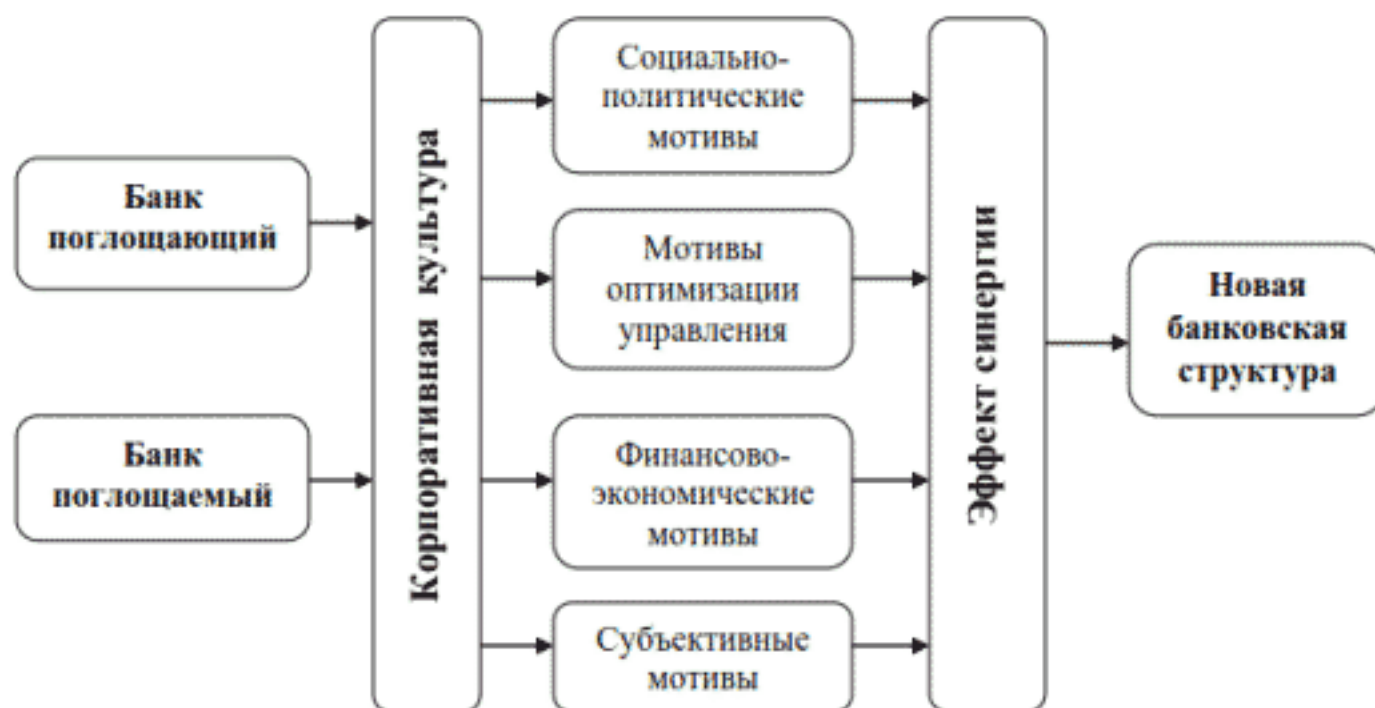 Банк
поглощающий
Банк
поглощаемый
Корпоративная культура
Социально-
политические
мотивы
Мотивы
оптимизации
управления
Финансово-
экономические
мотивы
Субъективные
мотивы
Эффект синергии
Новая
банковская
структура